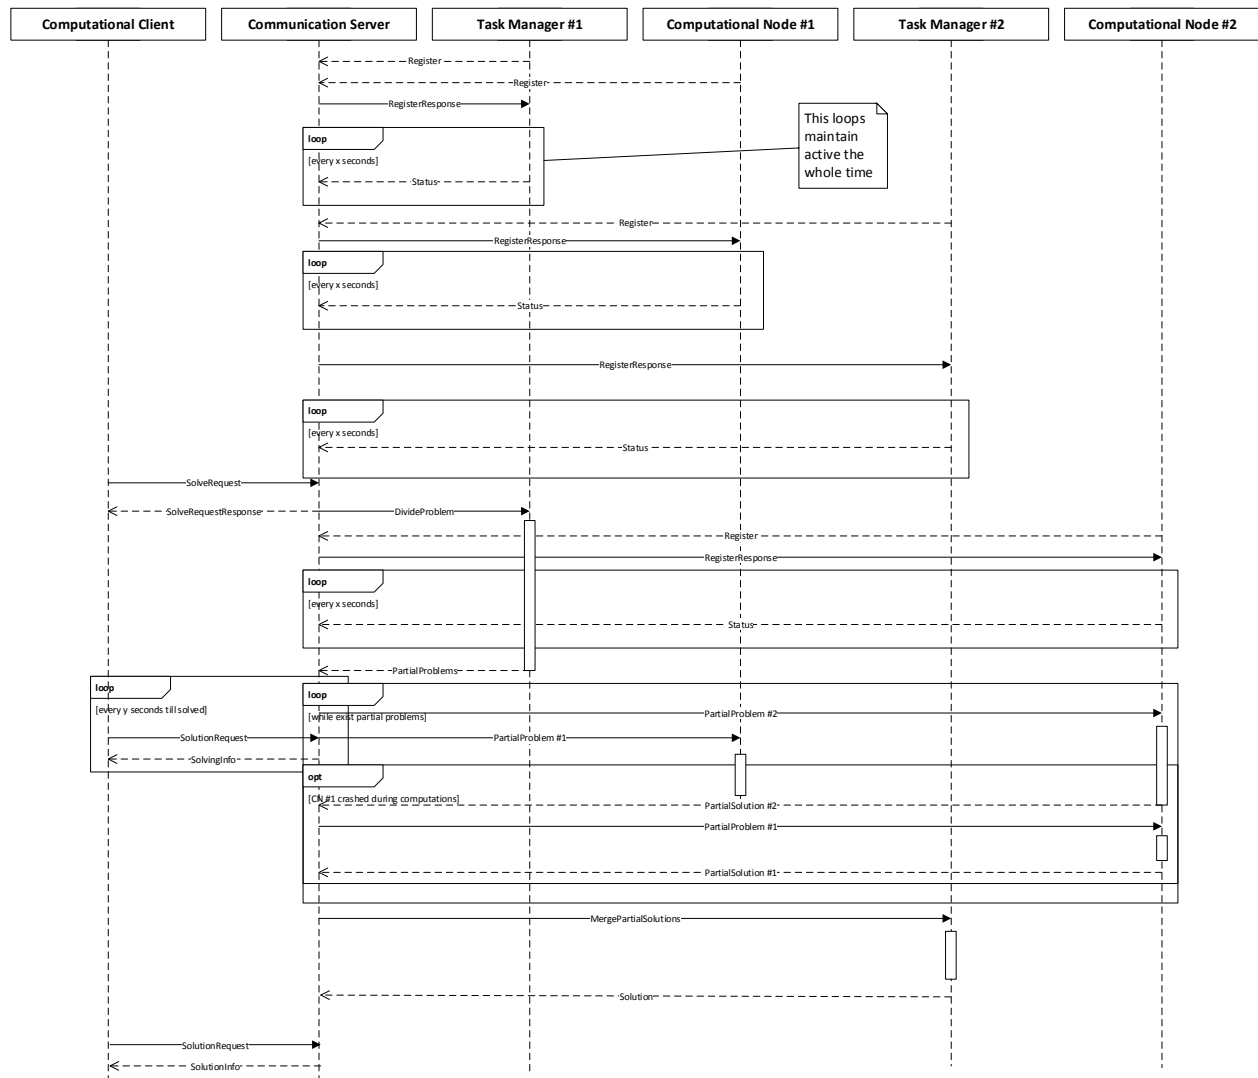 Computational Client
Communication Server
Task Manager #1
Computational Node #1
Task Manager #2
Computational Node #2
Register
Register
RegisterResponse
This loops
maintain
active the
whole time
loop
[every x seconds]
Status
Register
RegisterResponse
loop
[every x seconds]
Status
RegisterResponse
loop
[every x seconds]
Status
SolveRequest
SolveRequestResponse
DivideProblem
Register
RegisterResponse
loop
[every x seconds]
Status
PartialProblems
loop
[every y seconds till solved]
loop
[while exist partial problems]
PartialProblem #2
SolutionRequest
PartialProblem #1
SolvingInfo
opt
[CN #1 crashed during computations]
PartialSolution #2
PartialProblem #1
PartialSolution #1
MergePartialSolutions
Solution
SolutionRequest
SolutionInfo